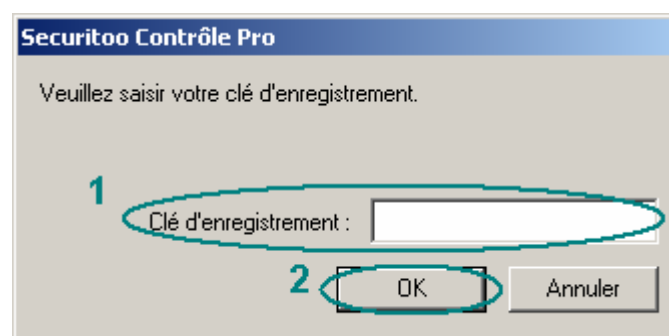 Securitoo Contrôle Pro
Veuillez saisir votre clé d'enregistrement.
1
Clé d'enregistrement :
2
OK
Annuler